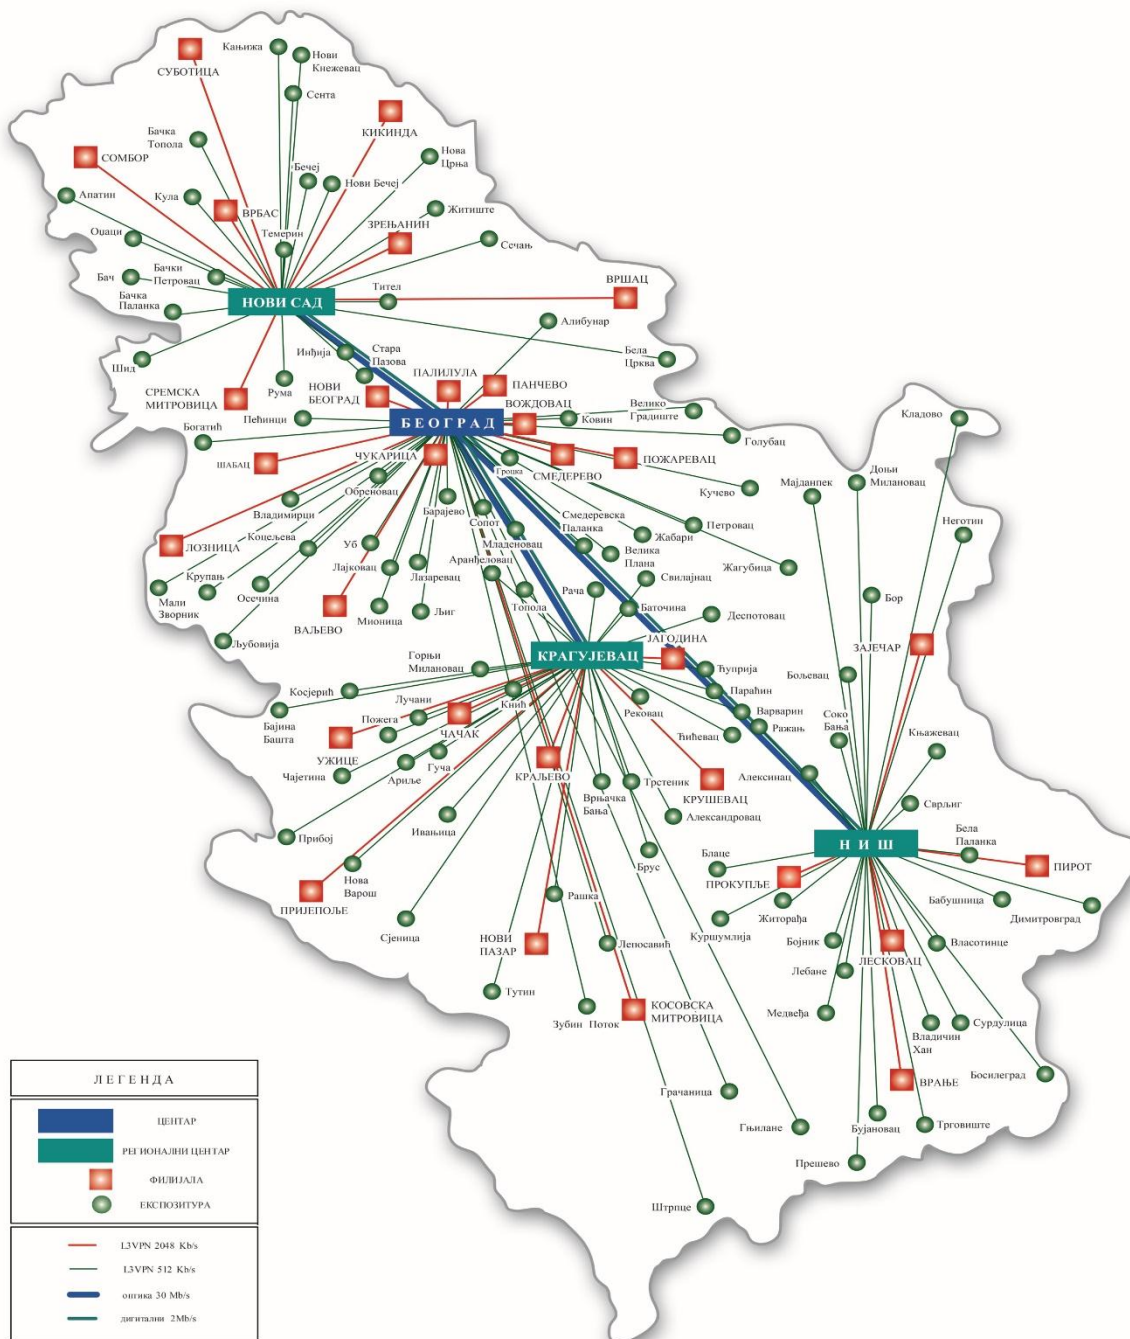 Кањижа
СУБОТИЦА
Нови
Кнежевац
Сента
КИКИНДА
Бачка
Топола
СОМБОР
Нова
Црња
Бечеј
Нови Бечеј
Апатин
Кула
ВРБАС
Житиште
ЗРЕЊАНИН
Темерин
Оџаци
Сечањ
Бач
Бачки
Петровац
ВРШАЦ
Тител
Бачка
Паланка
НОВИ САД
Алибунар
Шид
Инђија
Стара
Пазова
Бела
Црква
Рума
СРЕМСКА
МИТРОВИЦА
НОВИ
БЕОГРАД
ПАЛИЛУЛА
ПАНЧЕВО
ВОЖДОВАЦ
Пећинци
БЕОГРАД
Ковин
Велико
Градиште
Кладово
Богатић
Голубац
ШАБАЦ
ЧУКАРИЦА
Гроцка
СМЕДЕРЕВО
ПОЖАРЕВАЦ
Доњи
Милановац
Мајданпек
Обреновац
Кучево
Владимирци
Барајево
Сопот
Смедеревска
Паланка
Петровац
Неготин
Коцељева
Младеновац
Жабари
ЛОЗНИЦА
Уб
Аранђеловац
Велика
Плана
Жагубица
Крупањ
Лајковац
Лазаревац
Свилајнац
Мали
Зворник
Осечина
Рача
Бор
ВАЉЕВО
Мионица
Љиг
Топола
Баточина
Деспотовац
Љубовија
ЈАГОДИНА
ЗАЈЕЧАР
КРАГУЈЕВАЦ
Горњи
Милановац
Ћуприја
Бољевац
Косјерић
Кнић
Параћин
Лучани
Рековац
Варварин
Бајина
Башта
Пожега
ЧАЧАК
Ражањ
Соко
Бања
УЖИЦЕ
Ћићевац
Књажевац
Чајетина
Ариље
Гуча
КРАЉЕВО
Врњачка
Бања
Трстеник
КРУШЕВАЦ
Алексинац
Ивањица
Александровац
Сврљиг
Прибој
Брус
НИШ
Бела
Паланка
Блаце
ПИРОТ
Нова
Варош
ПРОКУПЉЕ
ПРИЈЕПОЉЕ
Рашка
Житорађа
Бабушница
Димитровград
Сјеница
НОВИ
ПАЗАР
Лепосавић
Куршумлија
Бојник
ЛЕСКОВАЦ
Власотинце
Лебане
Тутин
Зубин Поток
КОСОВСКА
МИТРОВИЦА
Медвеђа
Владичин
Хан
Сурдулица
Босилеград
ВРАЊЕ
Грачаница
Гњилане
Бујановац
Трговиште
Прешево
Штрпце
ЛЕГЕНДА
ЦЕНТАР
РЕГИОНАЛНИ ЦЕНТАР
ФИЛИЈАЛА
ЕКСПОЗИТУРА
L3VPN 2048 Kb/s
L3VPN 512 Kb/s
оптика 30 Mb/s
дигитални 2Mb/s